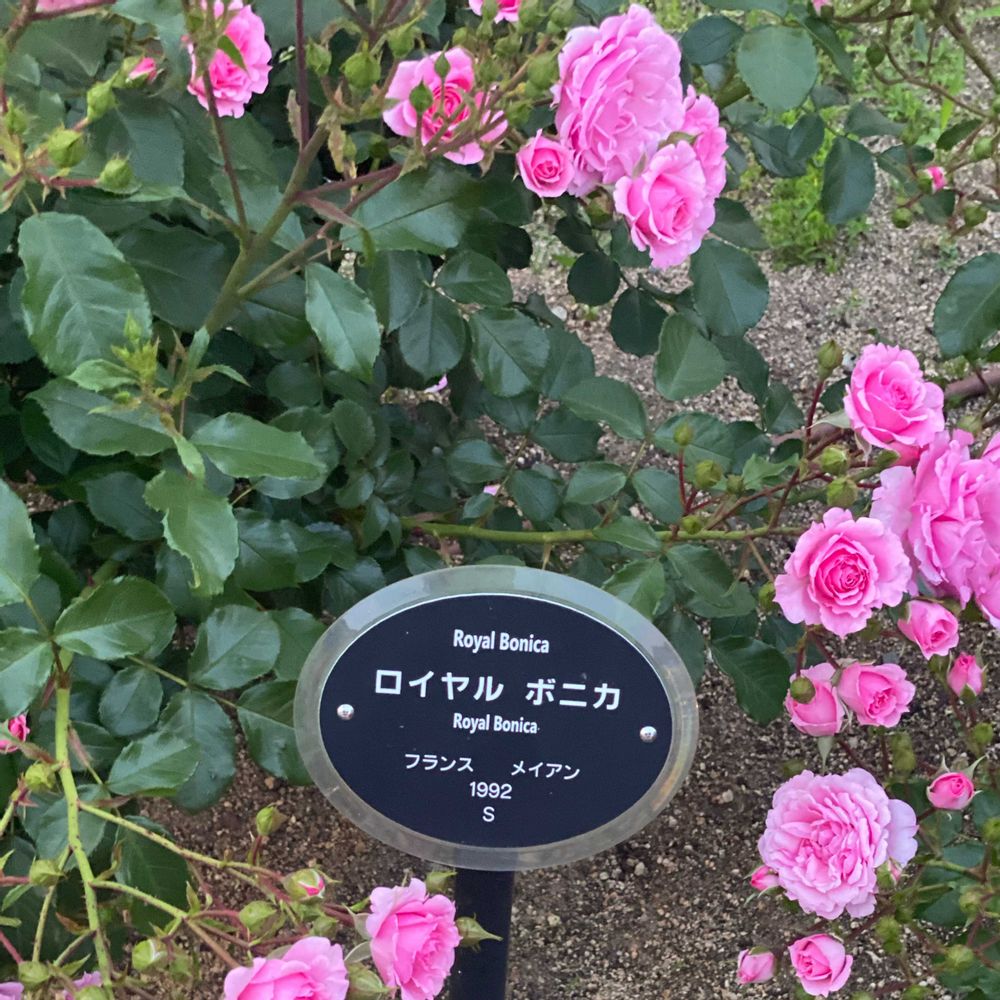 Royal Bonica
ロイヤル ボニカ
Royal Bonica
フランス メイアン
1992
S